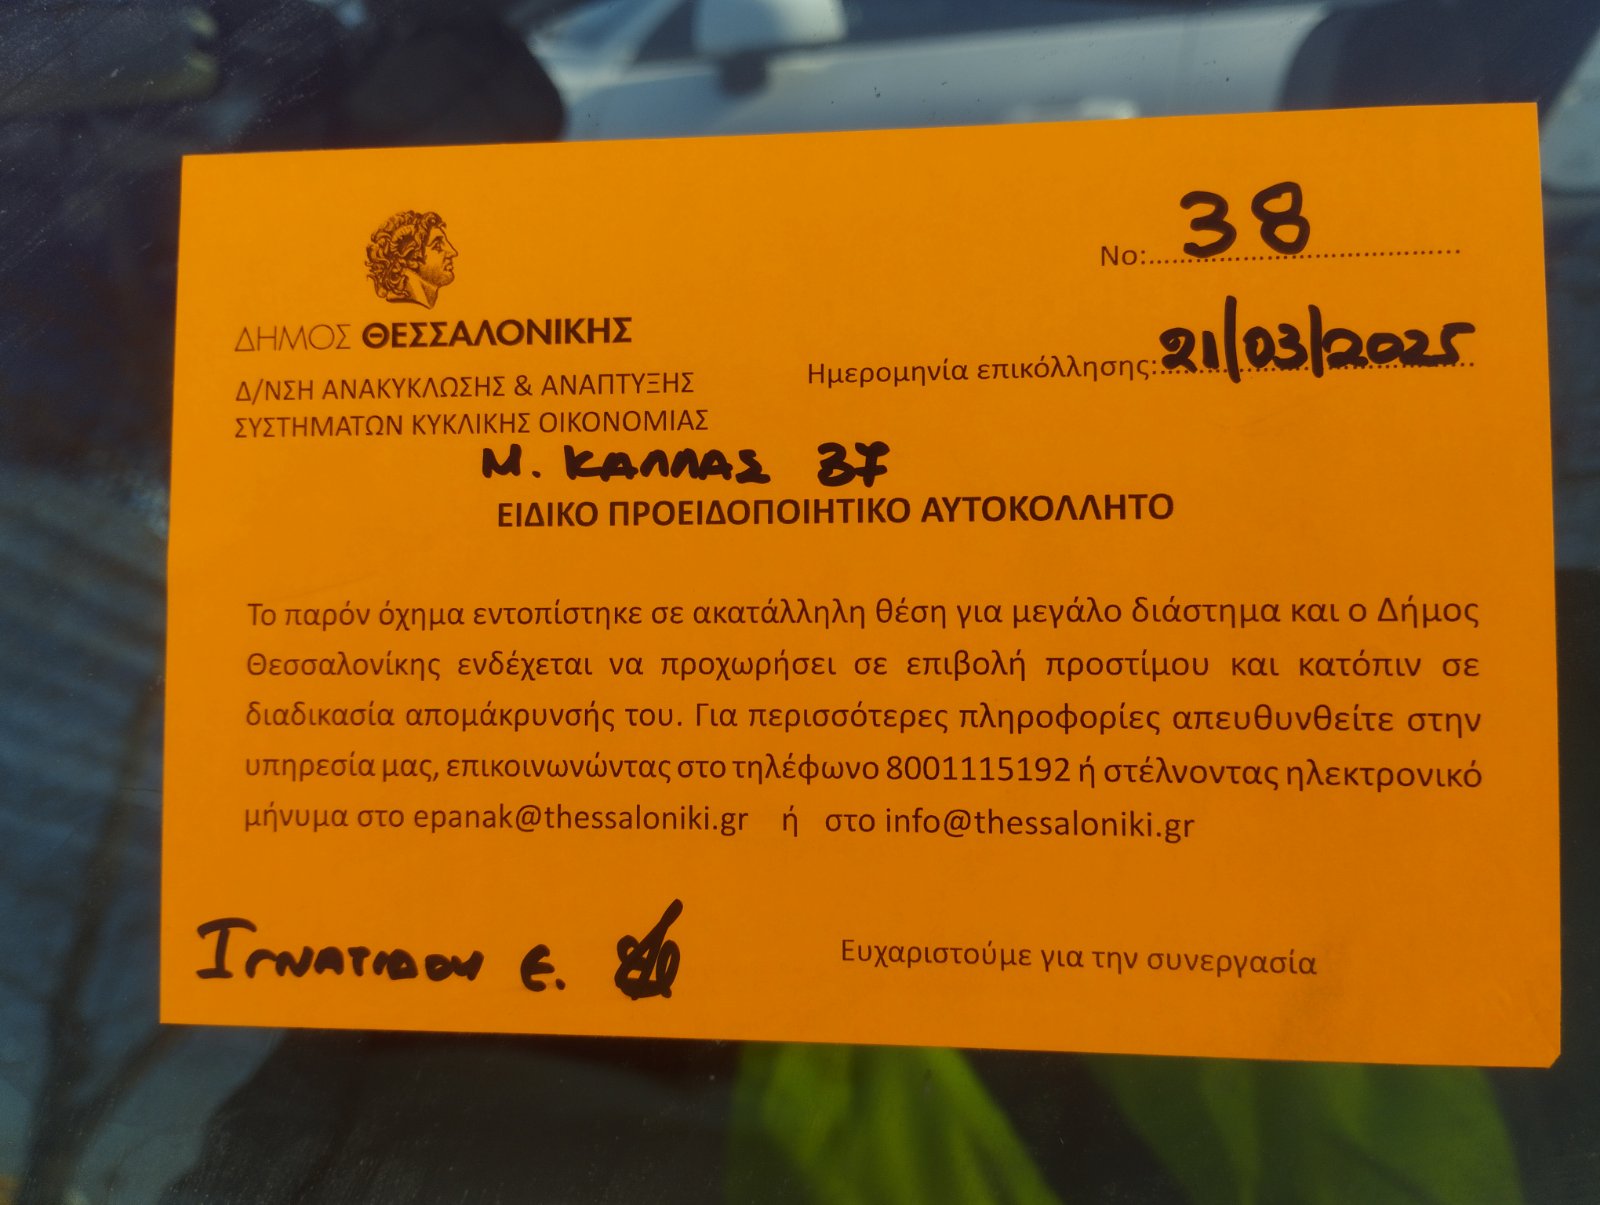 Νο:.......38.......
ΔΗΜΟΣ ΘΕΣΣΑΛΟΝΙΚΗΣ
Ημερομηνία επικόλλησης: 21/03/2025
Δ/ΝΣΗ ΑΝΑΚΥΚΛΩΣΗΣ & ΑΝΑΠΤΥΞΗΣ
ΣΥΣΤΗΜΑΤΩΝ ΚΥΚΛΙΚΗΣ ΟΙΚΟΝΟΜΙΑΣ
Μ. ΚΑΛΛΑΣ 37
ΕΙΔΙΚΟ ΠΡΟΕΙΔΟΠΟΙΗΤΙΚΟ ΑΥΤΟΚΟΛΛΗΤΟ
Το παρόν όχημα εντοπίστηκε σε ακατάλληλη θέση για μεγάλο διάστημα και ο Δήμος
Θεσσαλονίκης ενδέχεται να προχωρήσει σε επιβολή προστίμου και κατόπιν σε
διαδικασία απομάκρυνσής του. Για περισσότερες πληροφορίες απευθυνθείτε στην
υπηρεσία μας, επικοινωνώντας στο τηλέφωνο 8001115192 ή στέλνοντας ηλεκτρονικό
μήνυμα στο epanak@thessaloniki.gr ή στο info@thessaloniki.gr
ΙΓΝΑΤΙΑΔΟΥ Ε.
Ευχαριστούμε για την συνεργασία